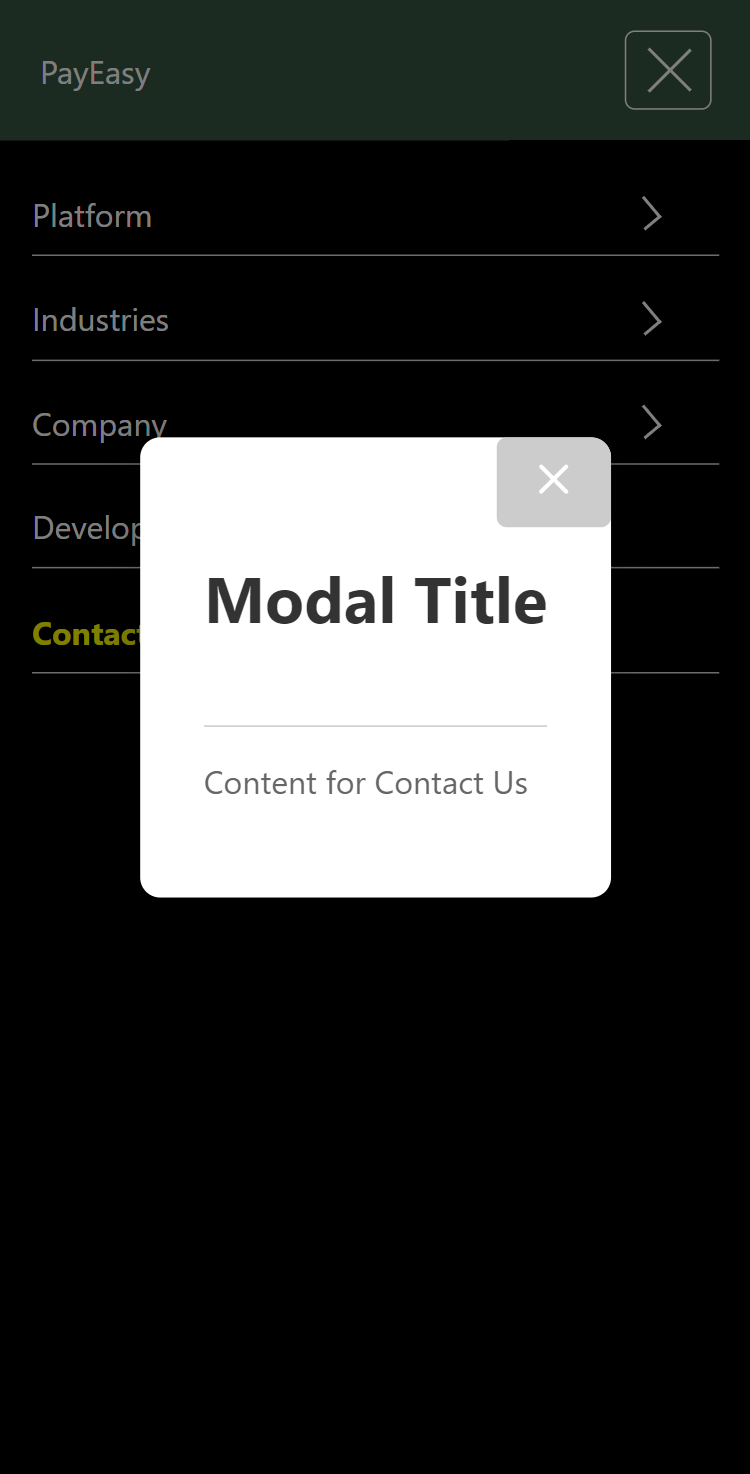 PayEasy
Platform
Industries
Company
Develop
Contact
Modal Title
Content for Contact Us